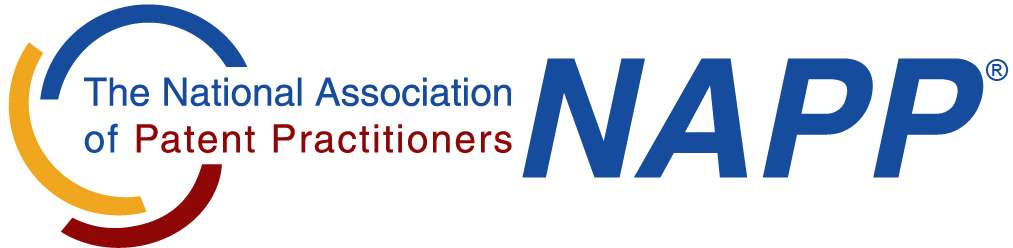 The National Association
of Patent Practitioners
NAPP®